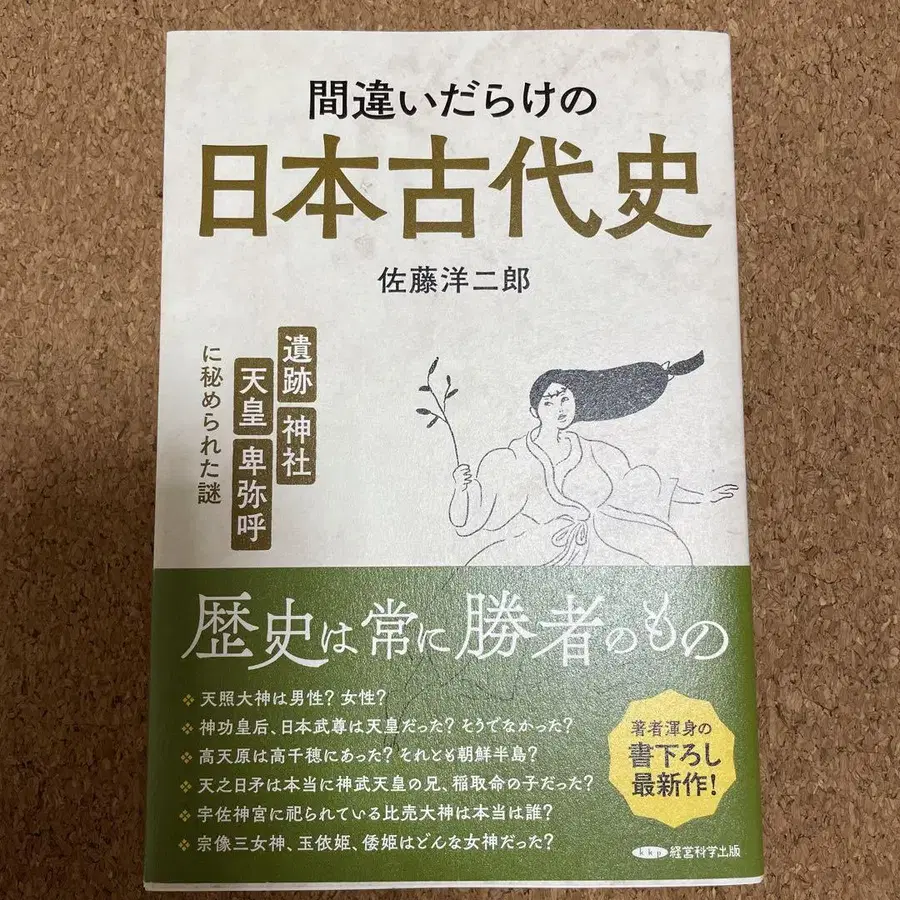 間違いだらけの
日本古代史
佐藤洋二郎
遺跡 神社
天皇 卑弥呼
に秘められた謎
歴史は常に勝者のもの
❖ 天照大神は男性? 女性?
❖ 神功皇后、日本武尊は天皇だった? そうでなかった?
❖ 高天原は高千穂にあった? それとも朝鮮半島?
❖ 天之日矛は本当に神武天皇の兄、稲取命の子だった?
❖ 宇佐神宮に祀られている比売大神は本当は誰?
❖ 宗像三女神、玉依姫、倭姫はどんな女神だった?
著者渾身の
書下ろし
最新作!
kkp 経営科学出版